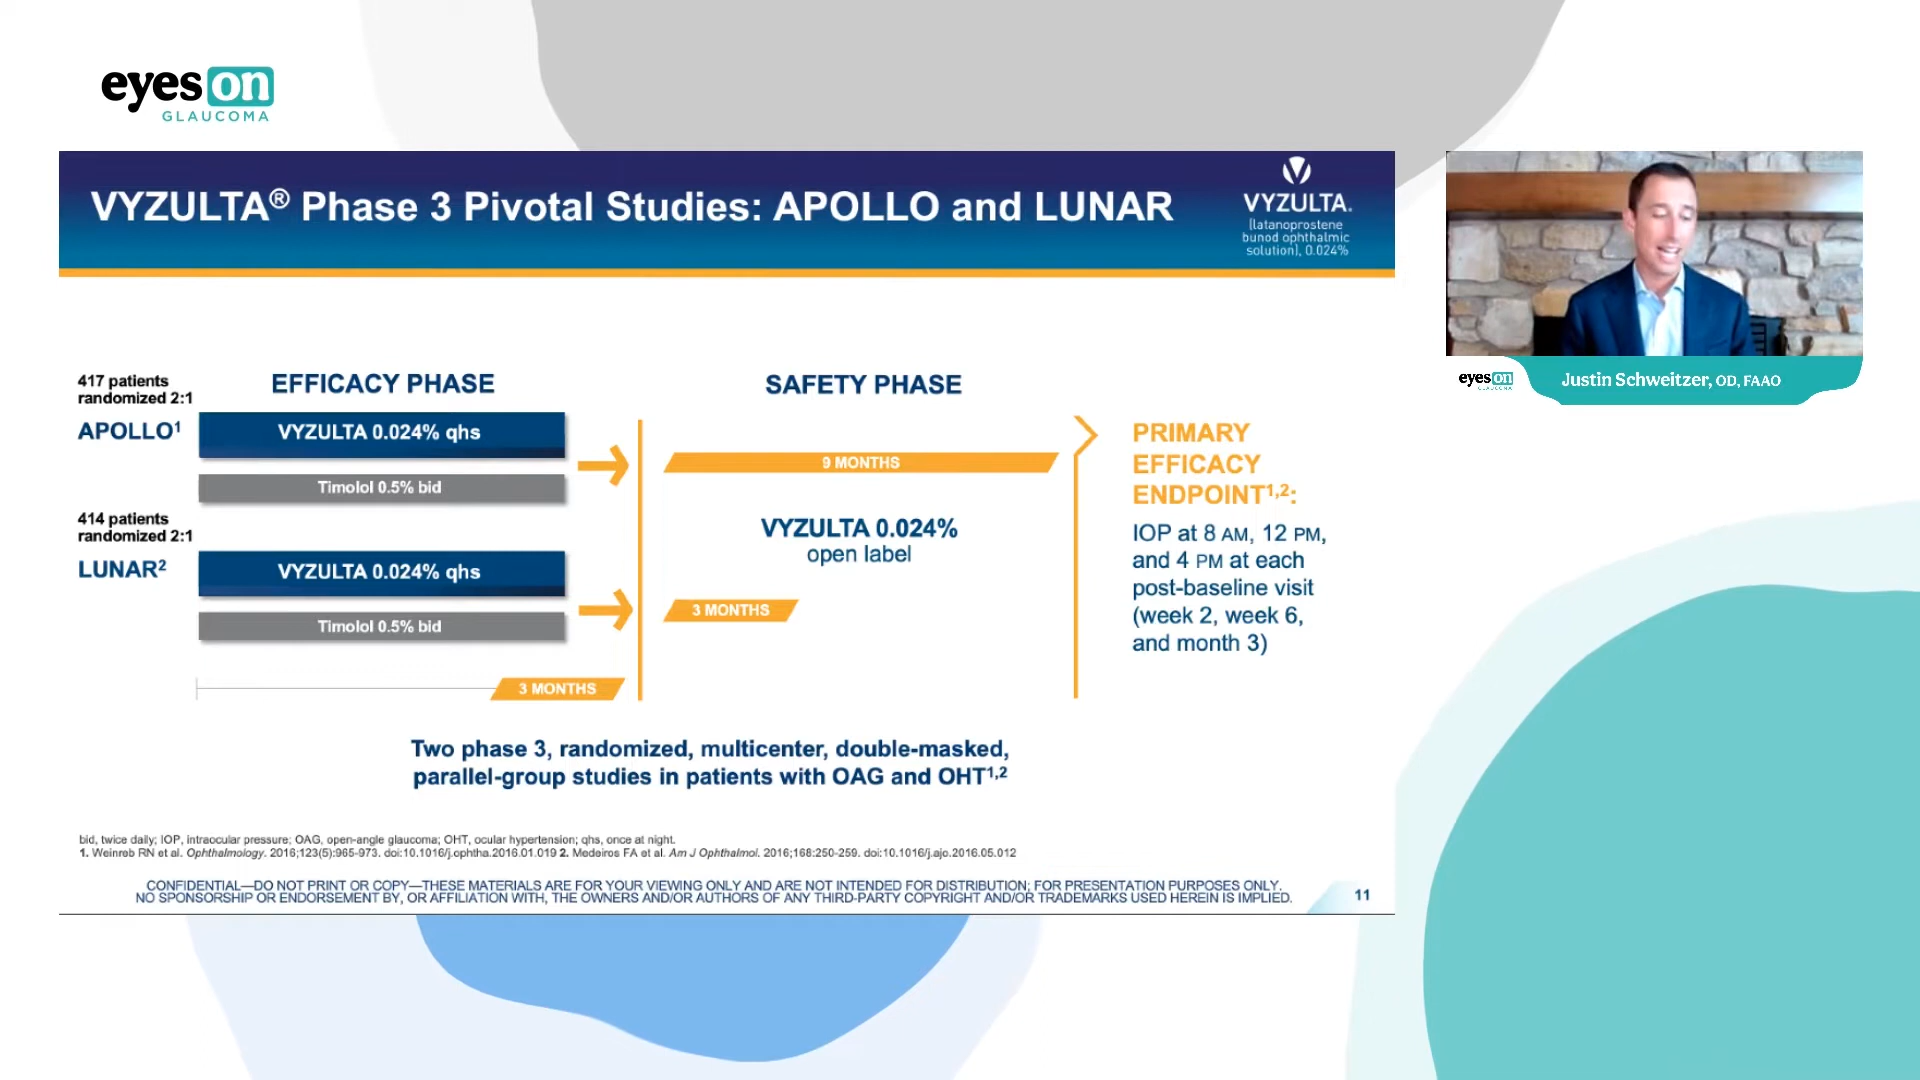 eyes on
GLAUCOMA
VYZULTA® Phase 3 Pivotal Studies: APOLLO and LUNAR
VYZULTA.
(latanoprostene
bunod ophthalmic
solution), 0.024%
417 patients
randomized 2:1
APOLLO¹
EFFICACY PHASE
VYZULTA 0.024% qhs
Timolol 0.5% bid
414 patients
randomized 2:1
LUNAR²
VYZULTA 0.024% qhs
Timolol 0.5% bid
3 MONTHS
SAFETY PHASE
9 MONTHS
VYZULTA 0.024%
open label
3 MONTHS
PRIMARY
EFFICACY
ENDPOINT¹,²:
IOP at 8 AM, 12 PM,
and 4 PM at each
post-baseline visit
(week 2, week 6,
and month 3)
Two phase 3, randomized, multicenter, double-masked,
parallel-group studies in patients with OAG and OHT¹,²
bid, twice daily; IOP, intraocular pressure; OAG, open-angle glaucoma; OHT, ocular hypertension; qhs, once at night.
1. Weinreb RN et al. Ophthalmology. 2016;123(5):965-973. doi:10.1016/j.ophtha.2016.01.019 2. Medeiros FA et al. Am J Ophthalmol. 2016;168:250-259. doi:10.1016/j.ajo.2016.05.012
CONFIDENTIAL—DO NOT PRINT OR COPY—THESE MATERIALS ARE FOR YOUR VIEWING ONLY AND ARE NOT INTENDED FOR DISTRIBUTION; FOR PRESENTATION PURPOSES ONLY.
NO SPONSORSHIP OR ENDORSEMENT BY, OR AFFILIATION WITH, THE OWNERS AND/OR AUTHORS OF ANY THIRD-PARTY COPYRIGHT AND/OR TRADEMARKS USED HEREIN IS IMPLIED.
11
eyes on
GLAUCOMA
Justin Schweitzer, OD, FAAO